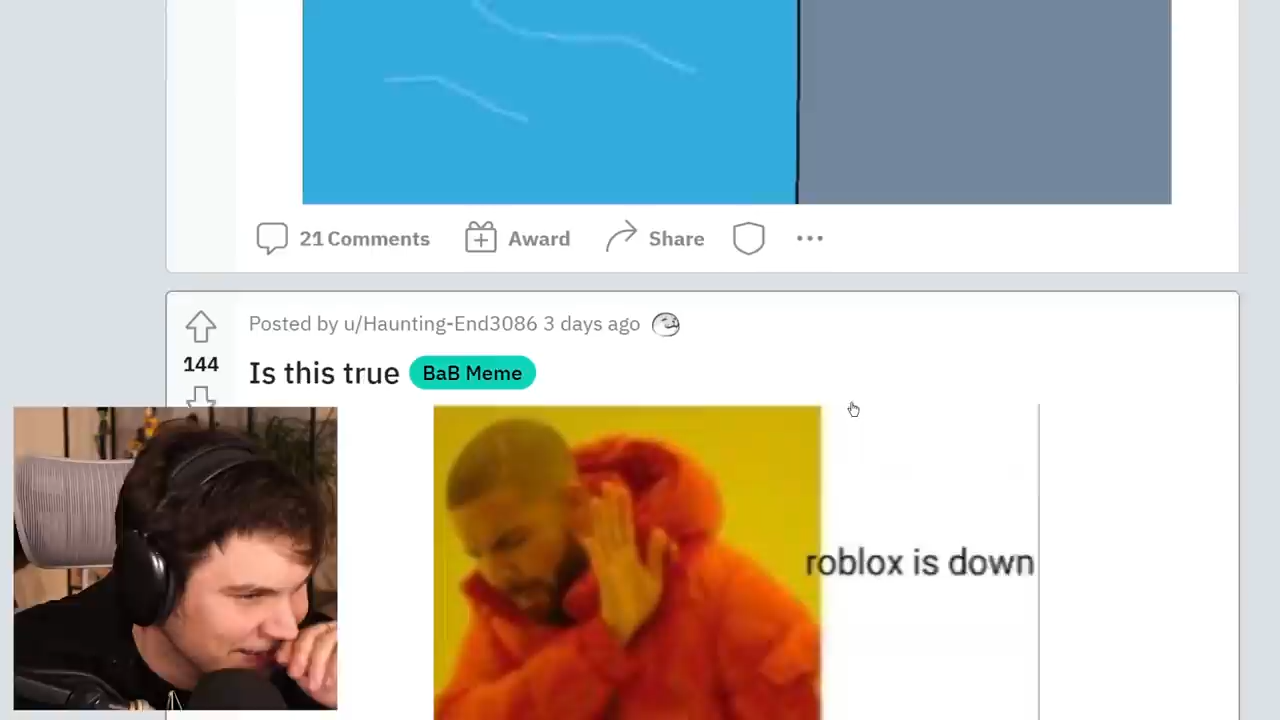 21 Comments Award Share
Posted by u/Haunting-End3086 3 days ago
144
Is this true BaB Meme
roblox is down